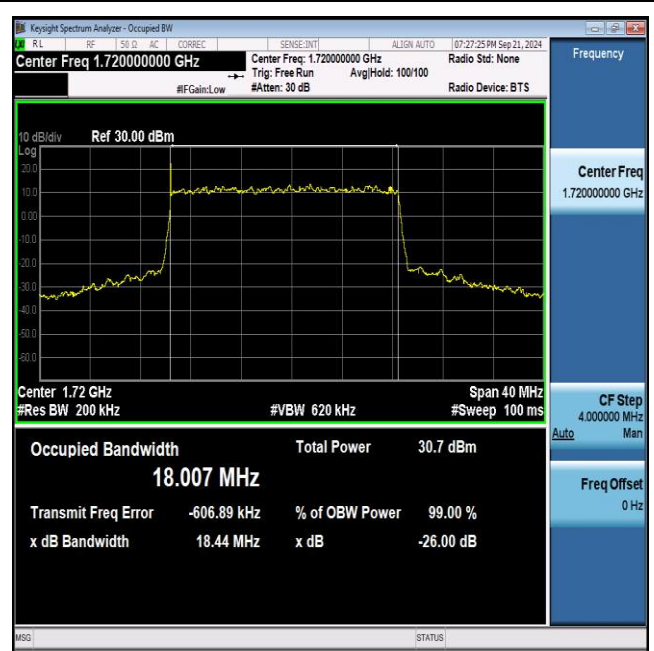 Keysight Spectrum Analyzer - Occupied BW
RL RF 50 Ω AC CORREC SENSE:INT ALIGN AUTO 07:27:25 PM Sep 21, 2024
Center Freq 1.720000000 GHz Center Freq: 1.720000000 GHz Radio Std: None
Trig: Free Run Avg|Hold: 100/100
#IFGain:Low #Atten: 30 dB Radio Device: BTS
10 dB/div Ref 30.00 dBm
Log
20.0
10.0
0.00
-10.0
-20.0
-30.0
-40.0
-50.0
-60.0
Center 1.72 GHz Span 40 MHz
#Res BW 200 kHz #VBW 620 kHz #Sweep 100 ms
Occupied Bandwidth Total Power 30.7 dBm
18.007 MHz
Transmit Freq Error -606.89 kHz % of OBW Power 99.00 %
x dB Bandwidth 18.44 MHz x dB -26.00 dB
MSG STATUS
Frequency
Center Freq
1.720000000 GHz
CF Step
4.000000 MHz
Auto Man
Freq Offset
0 Hz